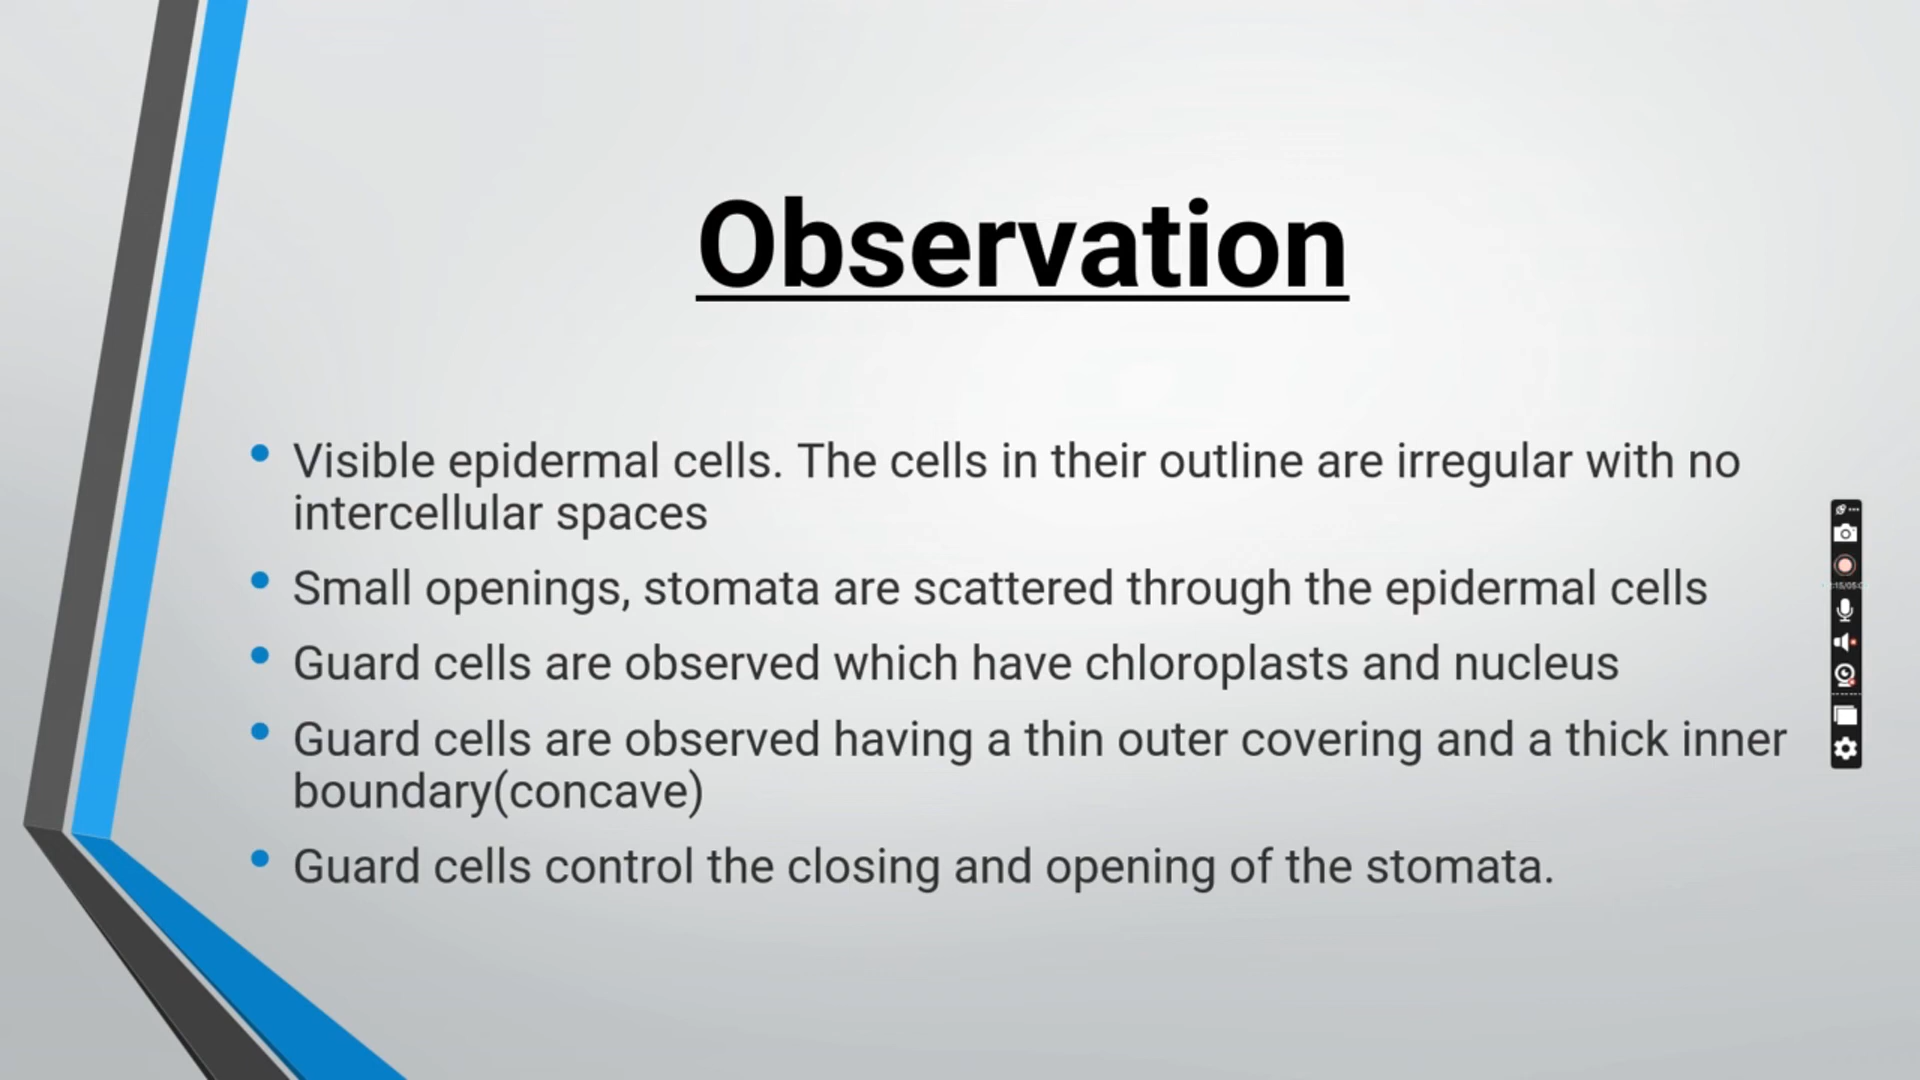 Observation
Visible epidermal cells. The cells in their outline are irregular with no
intercellular spaces
Small openings, stomata are scattered through the epidermal cells
Guard cells are observed which have chloroplasts and nucleus
Guard cells are observed having a thin outer covering and a thick inner
boundary(concave)
Guard cells control the closing and opening of the stomata.